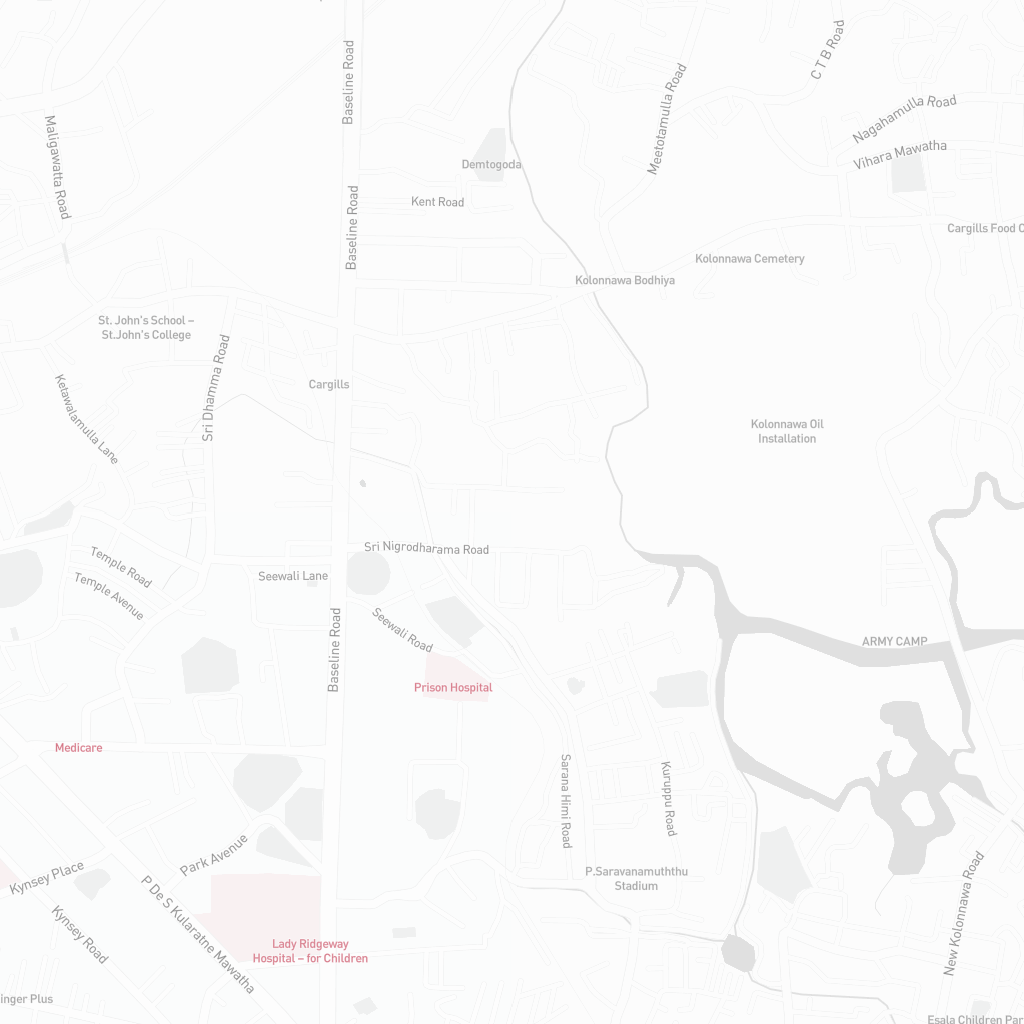 C T B Road
Baseline Road
Meetotamulla Road
Nagahamulla Road
Maligawatta Road
Vihara Mawatha
Demtogoda
Kent Road
Baseline Road
Cargills Food C
Kolonnawa Cemetery
Kolonnawa Bodhiya
St. John's School –
St.John's College
Sri Dhamma Road
Cargills
Ketawalamulla Lane
Kolonnawa Oil
Installation
Sri Nigrodharama Road
Temple Road
Seewali Lane
Temple Avenue
Seewali Road
Baseline Road
ARMY CAMP
Prison Hospital
Medicare
Sarana Himi Road
Kuruppu Road
Park Avenue
Kynsey Place
P.Saravanamuththu
Stadium
P De S Kularatne Mawatha
Kynsey Road
New Kolonnawa Road
Lady Ridgeway
Hospital – for Children
inger Plus
Esala Children Par